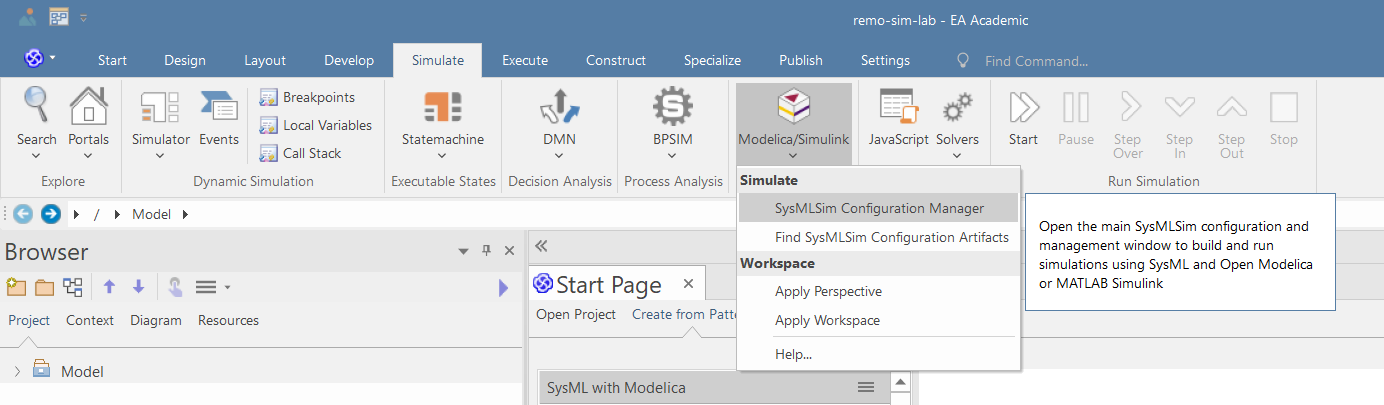 remo-sim-lab - EA Academic
Start Design Layout Develop Simulate Execute Construct Specialize Publish Settings Find Command...
Search Portals
Explore
Simulator Events
Breakpoints
Local Variables
Call Stack
Dynamic Simulation
Statemachine
Executable States
DMN
Decision Analysis
BPSIM
Process Analysis
Modelica/Simulink
JavaScript Solvers
Start Pause Step Over Step In Step Out Stop
Run Simulation
/ Model
Simulate
SysMLSim Configuration Manager
Find SysMLSim Configuration Artifacts
Workspace
Apply Perspective
Apply Workspace
Help...
Open the main SysMLSim configuration and
management window to build and run
simulations using SysML and Open Modelica
or MATLAB Simulink
Browser
Project Context Diagram Resources
Model
Start Page
Open Project Create from Patte
SysML with Modelica